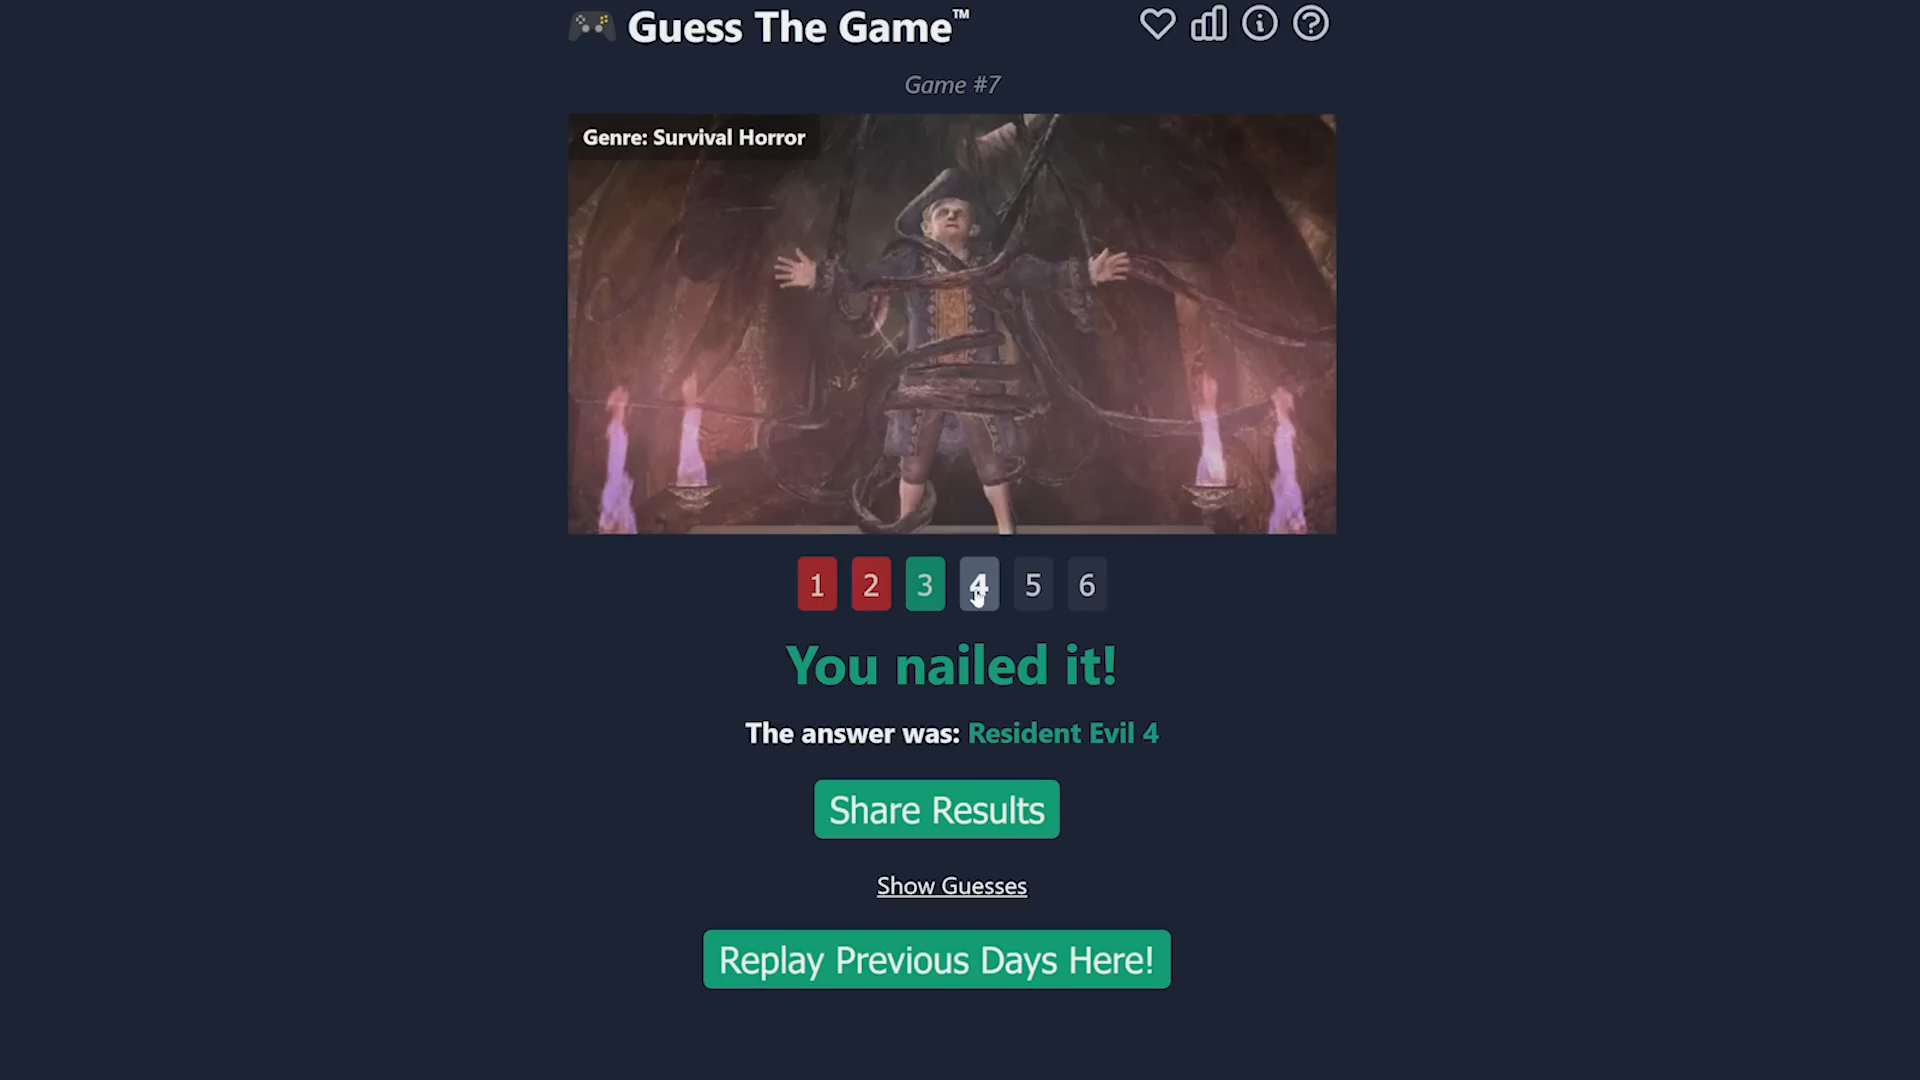 Guess The Game™
Game #7
Genre: Survival Horror
1 2 3 4 5 6
You nailed it!
The answer was: Resident Evil 4
Share Results
Show Guesses
Replay Previous Days Here!